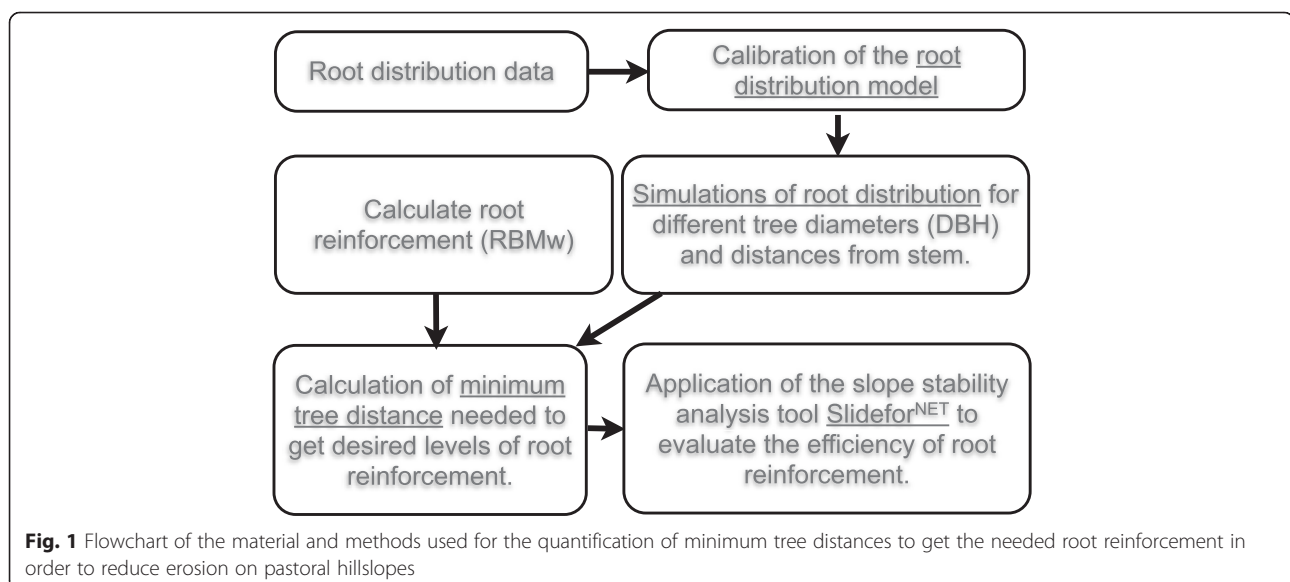 Root distribution data
Calibration of the root
distribution model
Calculate root
reinforcement (RBMw)
Simulations of root distribution for
different tree diameters (DBH)
and distances from stem.
Calculation of minimum
tree distance needed to
get desired levels of root
reinforcement.
Application of the slope stability
analysis tool SlideforNET to
evaluate the efficiency of root
reinforcement.
Fig. 1 Flowchart of the material and methods used for the quantification of minimum tree distances to get the needed root reinforcement in
order to reduce erosion on pastoral hillslopes